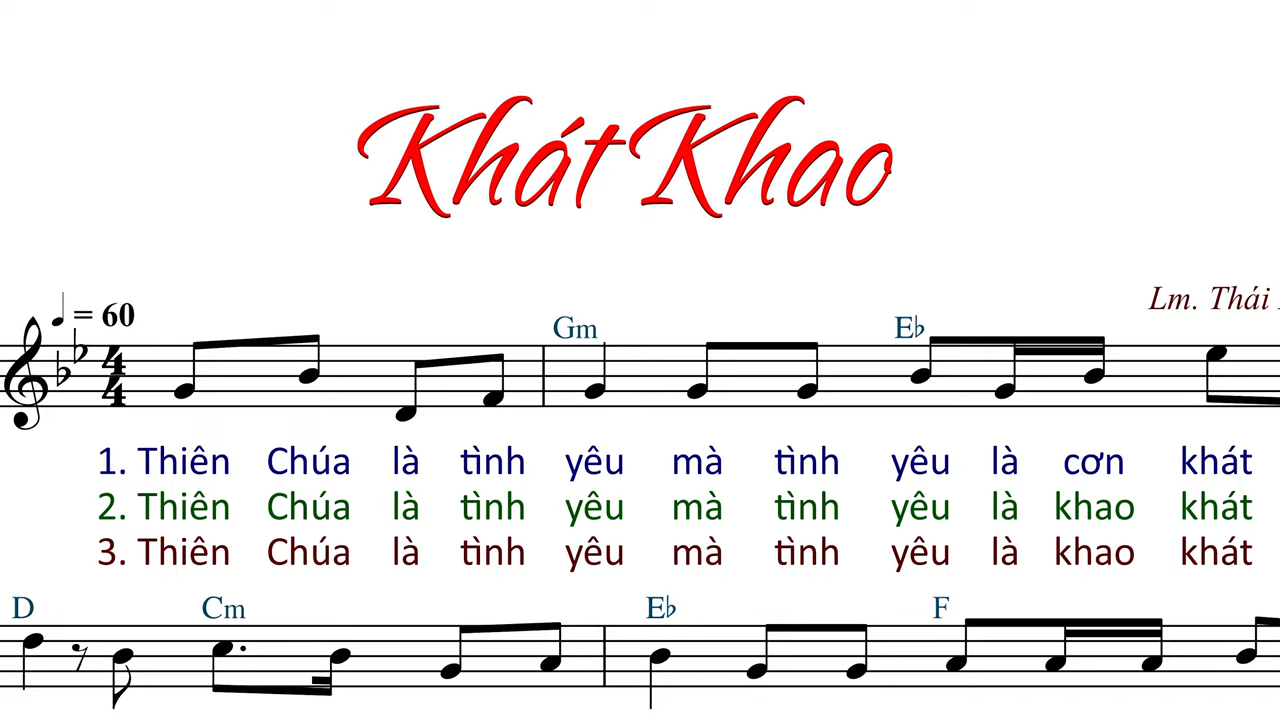 Khát Khao
Lm. Thái
♩ = 60
Gm E♭
1. Thiên Chúa là tình yêu mà tình yêu là cơn khát
2. Thiên Chúa là tình yêu mà tình yêu là khao khát
3. Thiên Chúa là tình yêu mà tình yêu là khao khát
D Cm E♭ F